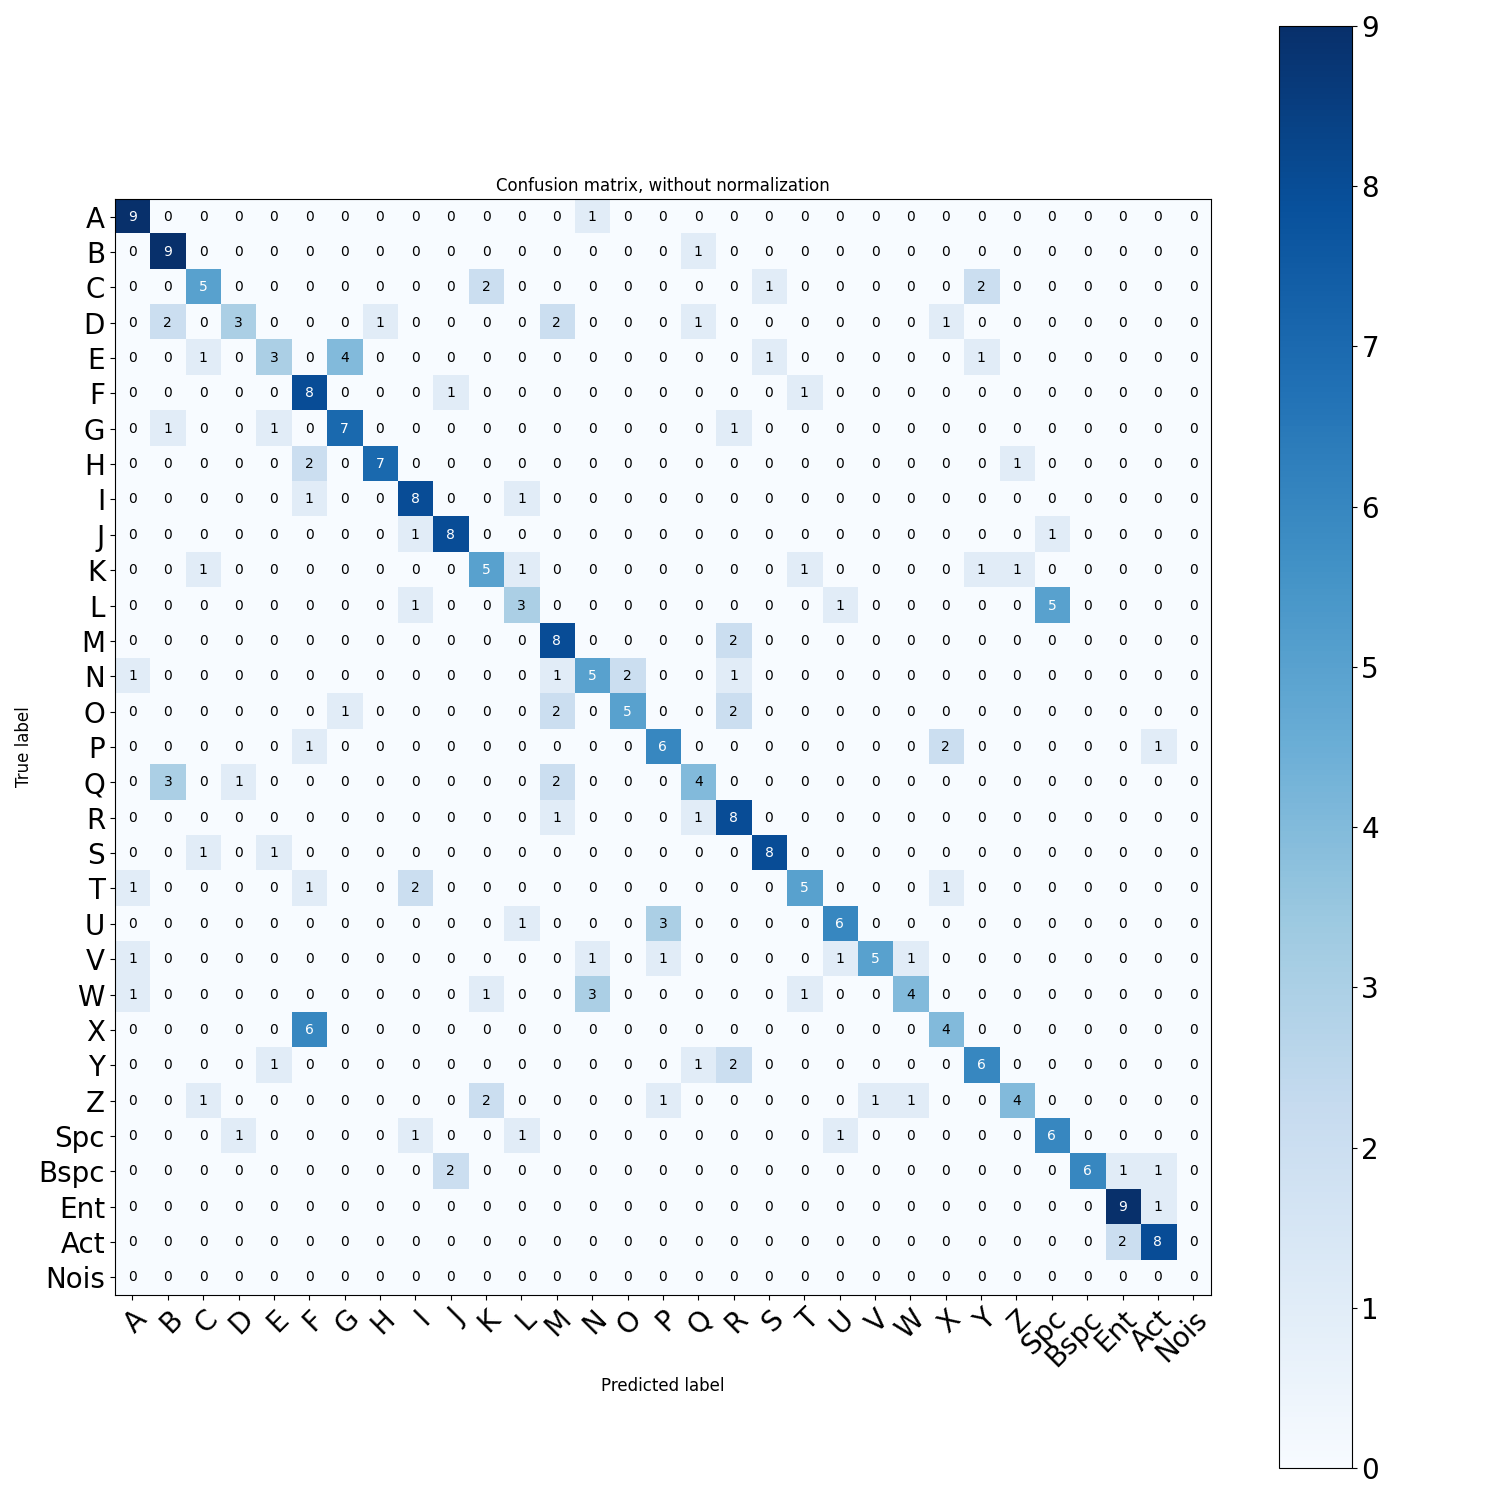 Confusion matrix, without normalization
A 9 0 0 0 0 0 0 0 0 0 0 0 0 1 0 0 0 0 0 0 0 0 0 0 0 0 0 0 0 0 0
B 0 9 0 0 0 0 0 0 0 0 0 0 0 0 0 0 1 0 0 0 0 0 0 0 0 0 0 0 0 0 0
C 0 0 5 0 0 0 0 0 0 0 2 0 0 0 0 0 0 0 1 0 0 0 0 0 2 0 0 0 0 0 0
D 0 2 0 3 0 0 0 1 0 0 0 0 2 0 0 0 1 0 0 0 0 0 0 1 0 0 0 0 0 0 0
E 0 0 1 0 3 0 4 0 0 0 0 0 0 0 0 0 0 0 1 0 0 0 0 0 1 0 0 0 0 0 0
F 0 0 0 0 0 8 0 0 0 1 0 0 0 0 0 0 0 0 0 1 0 0 0 0 0 0 0 0 0 0 0
G 0 1 0 0 1 0 7 0 0 0 0 0 0 0 0 0 0 1 0 0 0 0 0 0 0 0 0 0 0 0 0
H 0 0 0 0 0 2 0 7 0 0 0 0 0 0 0 0 0 0 0 0 0 0 0 0 0 1 0 0 0 0 0
I 0 0 0 0 0 1 0 0 8 0 0 1 0 0 0 0 0 0 0 0 0 0 0 0 0 0 0 0 0 0 0
J 0 0 0 0 0 0 0 0 1 8 0 0 0 0 0 0 0 0 0 0 0 0 0 0 0 0 1 0 0 0 0
K 0 0 1 0 0 0 0 0 0 0 5 1 0 0 0 0 0 0 0 1 0 0 0 0 1 1 0 0 0 0 0
L 0 0 0 0 0 0 0 0 1 0 0 3 0 0 0 0 0 0 0 0 1 0 0 0 0 0 5 0 0 0 0
M 0 0 0 0 0 0 0 0 0 0 0 0 8 0 0 0 0 2 0 0 0 0 0 0 0 0 0 0 0 0 0
N 1 0 0 0 0 0 0 0 0 0 0 0 1 5 2 0 0 1 0 0 0 0 0 0 0 0 0 0 0 0 0
O 0 0 0 0 0 0 1 0 0 0 0 0 2 0 5 0 0 2 0 0 0 0 0 0 0 0 0 0 0 0 0
P 0 0 0 0 0 1 0 0 0 0 0 0 0 0 0 6 0 0 0 0 0 0 0 2 0 0 0 0 0 1 0
Q 0 3 0 1 0 0 0 0 0 0 0 0 2 0 0 0 4 0 0 0 0 0 0 0 0 0 0 0 0 0 0
R 0 0 0 0 0 0 0 0 0 0 0 0 1 0 0 0 1 8 0 0 0 0 0 0 0 0 0 0 0 0 0
S 0 0 1 0 1 0 0 0 0 0 0 0 0 0 0 0 0 0 8 0 0 0 0 0 0 0 0 0 0 0 0
T 1 0 0 0 0 1 0 0 2 0 0 0 0 0 0 0 0 0 0 5 0 0 0 1 0 0 0 0 0 0 0
U 0 0 0 0 0 0 0 0 0 0 0 1 0 0 0 3 0 0 0 0 6 0 0 0 0 0 0 0 0 0 0
V 1 0 0 0 0 0 0 0 0 0 0 0 0 1 0 1 0 0 0 0 1 5 1 0 0 0 0 0 0 0 0
W 1 0 0 0 0 0 0 0 0 0 1 0 0 3 0 0 0 0 0 1 0 0 4 0 0 0 0 0 0 0 0
X 0 0 0 0 0 6 0 0 0 0 0 0 0 0 0 0 0 0 0 0 0 0 0 4 0 0 0 0 0 0 0
Y 0 0 0 0 1 0 0 0 0 0 0 0 0 0 0 0 1 2 0 0 0 0 0 0 6 0 0 0 0 0 0
Z 0 0 1 0 0 0 0 0 0 0 2 0 0 0 0 1 0 0 0 0 0 1 1 0 0 4 0 0 0 0 0
Spc 0 0 0 1 0 0 0 0 1 0 0 1 0 0 0 0 0 0 0 0 1 0 0 0 0 0 6 0 0 0 0
Bspc 0 0 0 0 0 0 0 0 0 2 0 0 0 0 0 0 0 0 0 0 0 0 0 0 0 0 0 6 1 1 0
Ent 0 0 0 0 0 0 0 0 0 0 0 0 0 0 0 0 0 0 0 0 0 0 0 0 0 0 0 0 9 1 0
Act 0 0 0 0 0 0 0 0 0 0 0 0 0 0 0 0 0 0 0 0 0 0 0 0 0 0 0 0 2 8 0
Nois 0 0 0 0 0 0 0 0 0 0 0 0 0 0 0 0 0 0 0 0 0 0 0 0 0 0 0 0 0 0 0
A B C D E F G H I J K L M N O P Q R S T U V W X Y Z Spc Bspc Ent Act Nois
Predicted label
True label
9
8
7
6
5
4
3
2
1
0